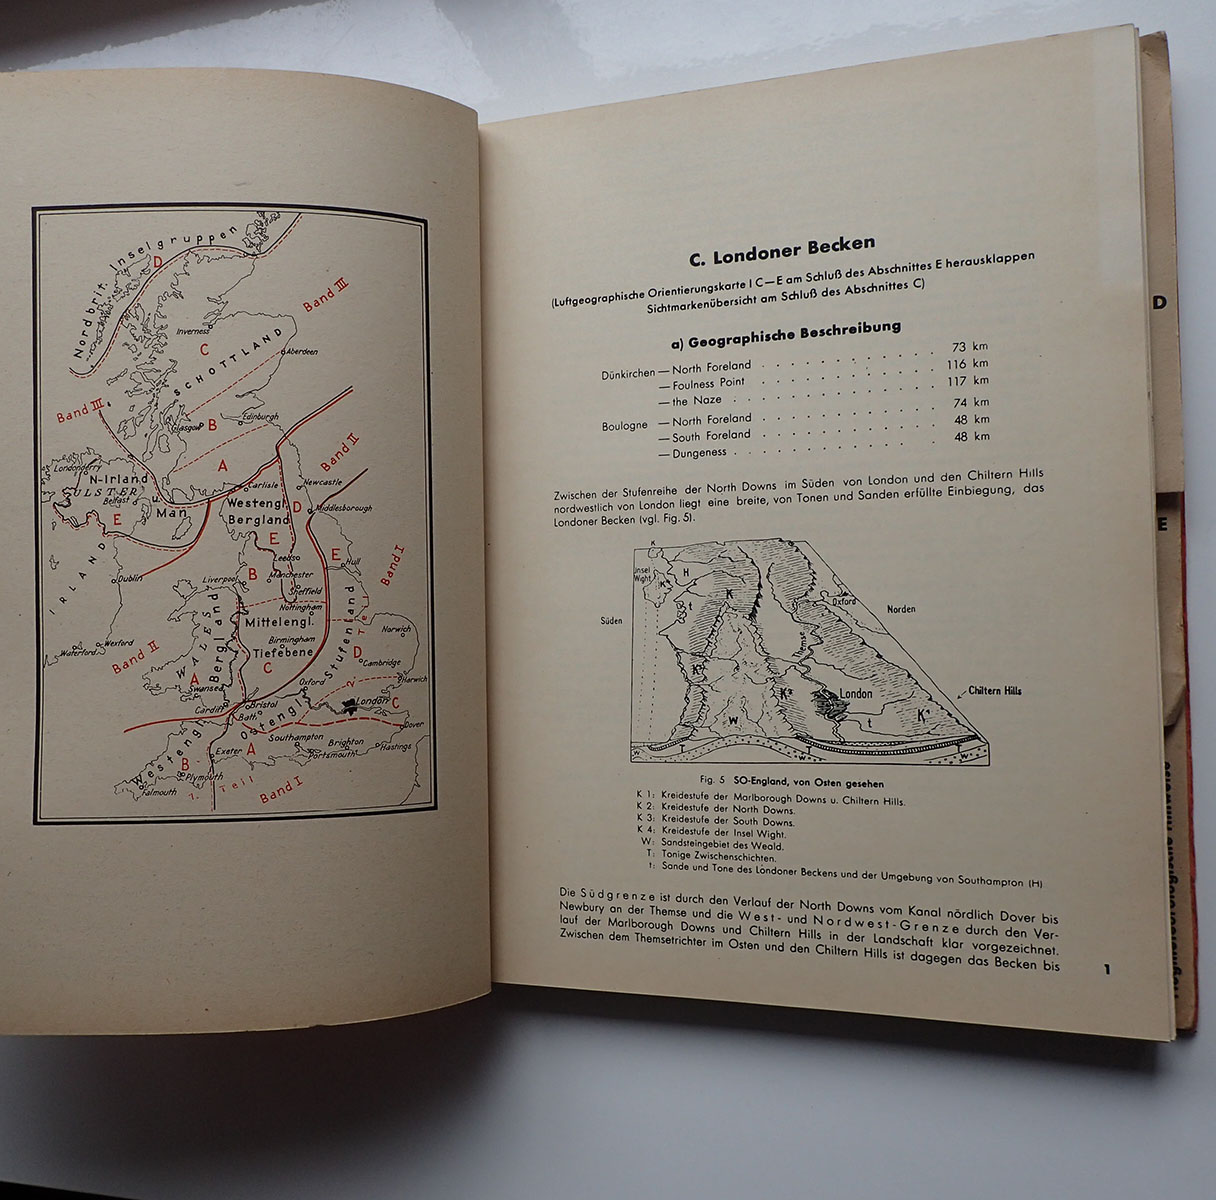 Nordbrit. Inselgruppen
D
Band III
Inverness
C
SCHOTTLAND
Aberdeen
Band III
Glasgow
B
Edinburgh
Band II
A
Londonderry
N-Irland
ULSTER
Belfast
u.
Man
E
Carlisle
Newcastle
Westengl.
Bergland
D
Middlesborough
E
E
Leeds
Hull
Band I
IRLAND
Dublin
Liverpool
B
Manchester
Sheffield
Nottingham
Mittelengl.
Birmingham
Tiefebene
C
Stufenland
2. Teil
Norwich
D
Cambridge
Wexford
Waterford
Band II
WALES
Bergland
A
Swansea
Cardiff
Bristol
Bath
Oxford
Harwich
London
C
Dover
Ostengl.
Westengl.
Exeter
A
Southampton
Brighton
Portsmouth
Hastings
B
Plymouth
Falmouth
1. Teil
Band I
C. Londoner Becken
(Luftgeographische Orientierungskarte I C—E am Schluß des Abschnittes E herausklappen
Sichtmarkenübersicht am Schluß des Abschnittes C)
a) Geographische Beschreibung
Dünkirchen — North Foreland . . . . . . . . . . 73 km
— Foulness Point . . . . . . . . . . 116 km
— the Naze . . . . . . . . . . . 117 km
Boulogne — North Foreland . . . . . . . . . . 74 km
— South Foreland . . . . . . . . . . 48 km
— Dungeness . . . . . . . . . . . 48 km
Zwischen der Stufenreihe der North Downs im Süden von London und den Chiltern Hills
nordwestlich von London liegt eine breite, von Tonen und Sanden erfüllte Einbiegung, das
Londoner Becken (vgl. Fig. 5).
K
Insel
Wight
K4
H
t
K
Oxford
Süden
Norden
Themse
K2
K3
London
Chiltern Hills
W
t
K1
W
T
T
W
W
Fig. 5 SO-England, von Osten gesehen
K 1: Kreidestufe der Marlborough Downs u. Chiltern Hills.
K 2: Kreidestufe der North Downs.
K 3: Kreidestufe der South Downs.
K 4: Kreidestufe der Insel Wight.
W: Sandsteingebiet des Weald.
T: Tonige Zwischenschichten.
t: Sande und Tone des Londoner Beckens und der Umgebung von Southampton (H)
Die Südgrenze ist durch den Verlauf der North Downs vom Kanal nördlich Dover bis
Newbury an der Themse und die West- und Nordwest-Grenze durch den Ver-
lauf der Marlborough Downs und Chiltern Hills in der Landschaft klar vorgezeichnet.
Zwischen dem Themsetrichter im Osten und den Chiltern Hills ist dagegen das Becken bis
1
D
E